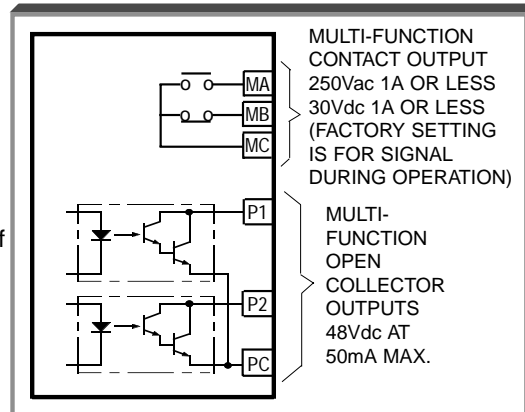 MULTI-FUNCTION
CONTACT OUTPUT
250Vac 1A OR LESS
30Vdc 1A OR LESS
(FACTORY SETTING
IS FOR SIGNAL
DURING OPERATION)
MA
MB
MC
P1
P2
PC
MULTI-
FUNCTION
OPEN
COLLECTOR
OUTPUTS
48Vdc AT
50mA MAX.
f